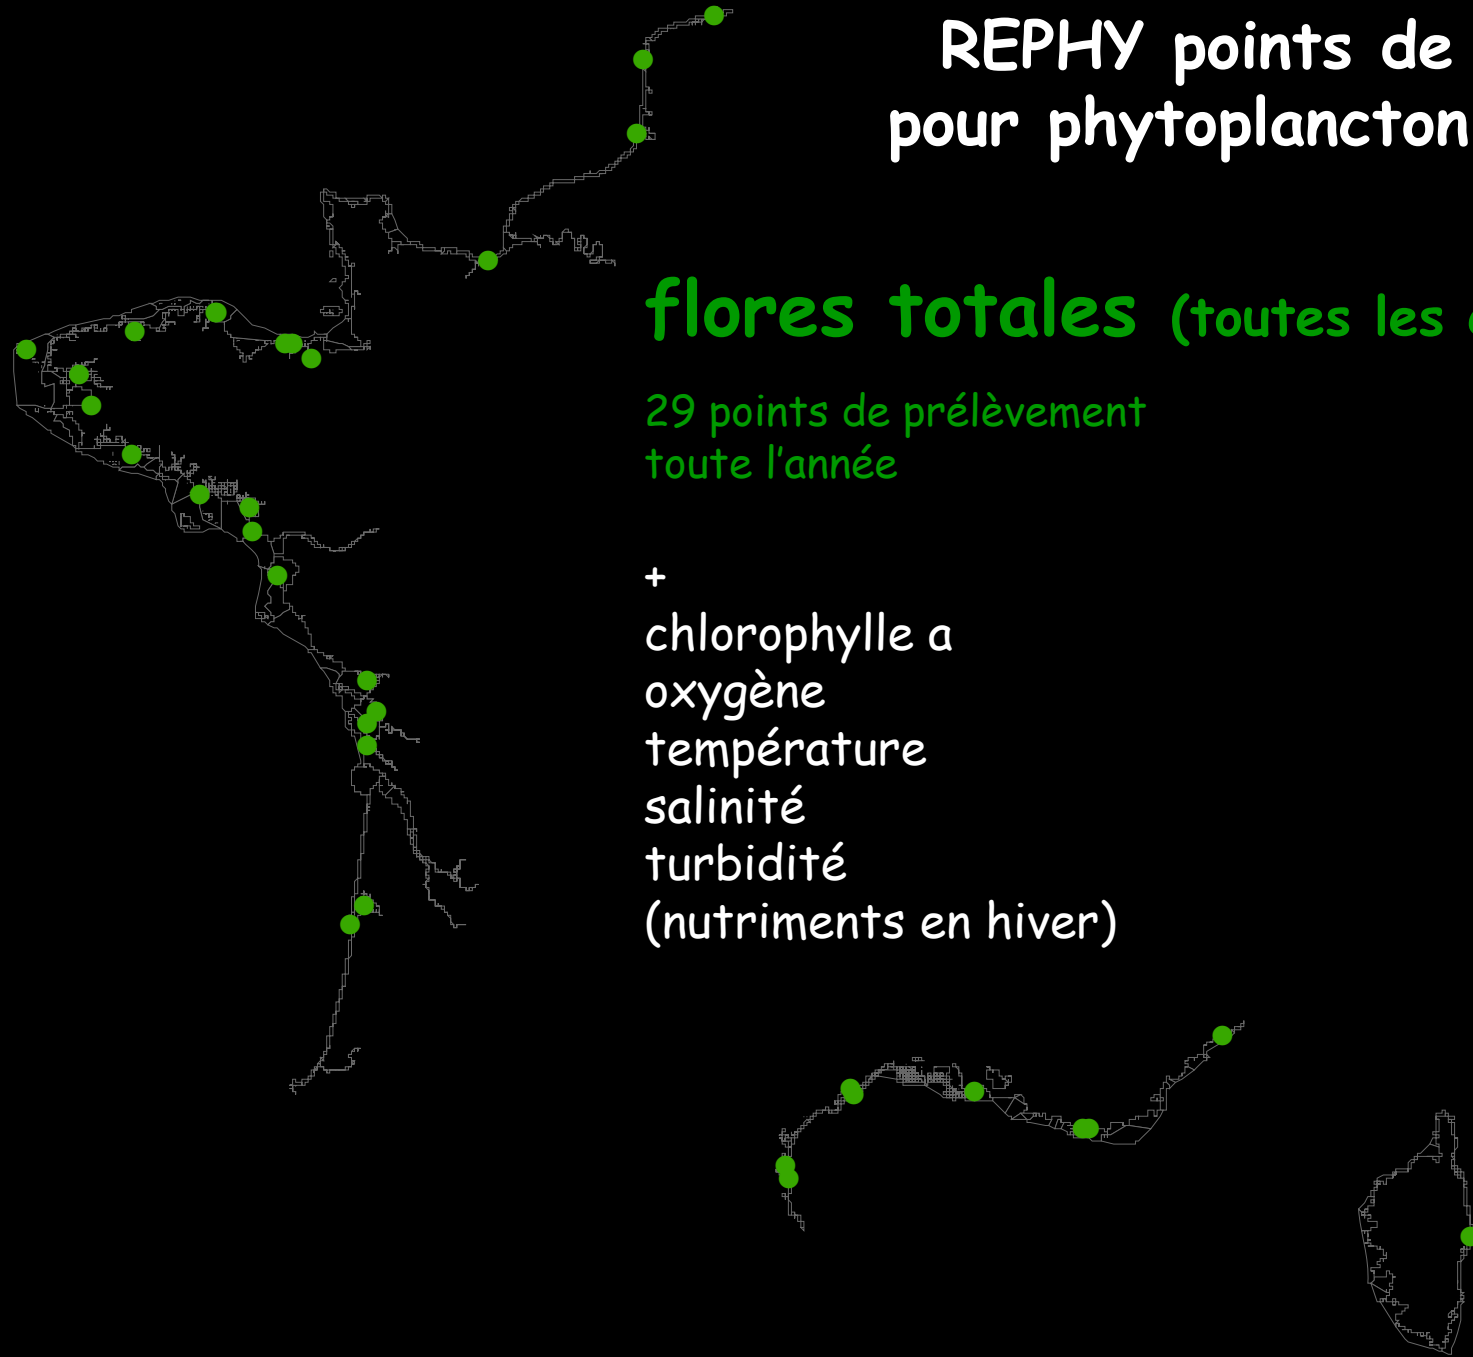 REPHY points de
pour phytoplancton
flores totales (toutes les
29 points de prélèvement
toute l'année
+
chlorophylle a
oxygène
température
salinité
turbidité
(nutriments en hiver)